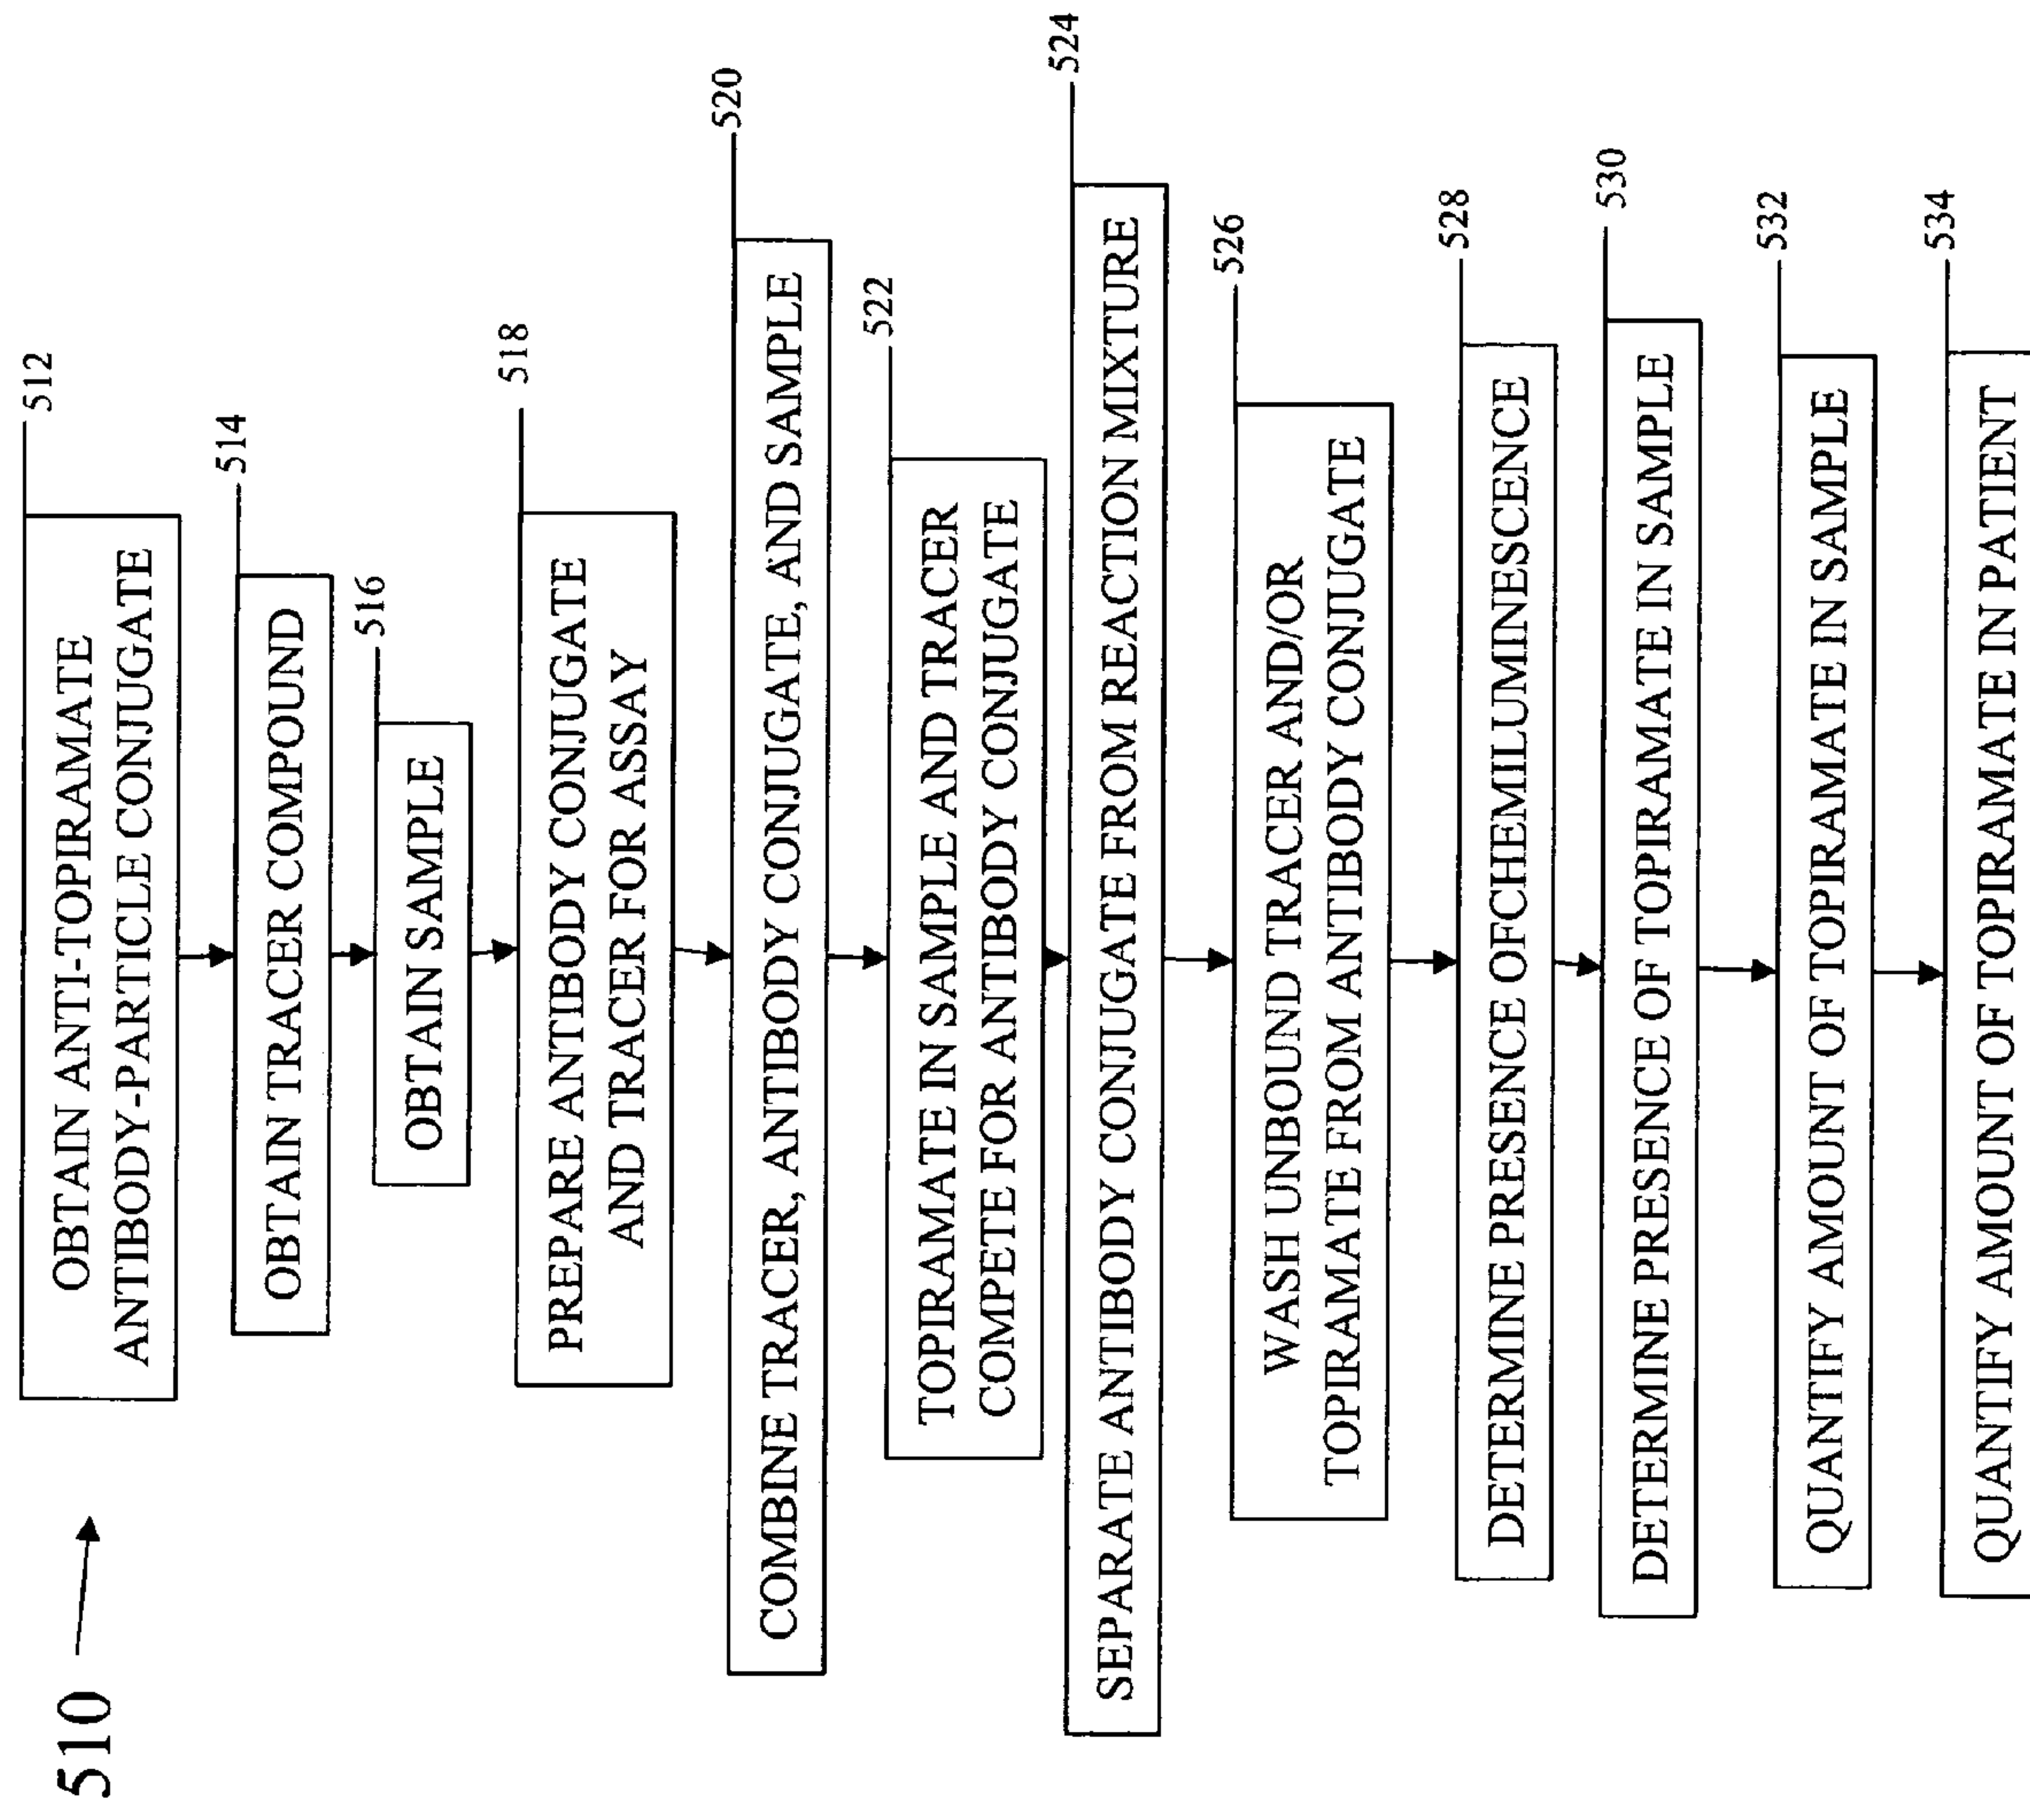 510
512
OBTAIN ANTI-TOPIRAMATE
ANTIBODY-PARTICLE CONJUGATE
514
OBTAIN TRACER COMPOUND
516
OBTAIN SAMPLE
518
PREPARE ANTIBODY CONJUGATE
AND TRACER FOR ASSAY
520
COMBINE TRACER, ANTIBODY CONJUGATE, AND SAMPLE
522
TOPIRAMATE IN SAMPLE AND TRACER
COMPETE FOR ANTIBODY CONJUGATE
524
SEPARATE ANTIBODY CONJUGATE FROM REACTION MIXTURE
526
WASH UNBOUND TRACER AND/OR
TOPIRAMATE FROM ANTIBODY CONJUGATE
528
DETERMINE PRESENCE OFCHEMILUMINESCENCE
530
DETERMINE PRESENCE OF TOPIRAMATE IN SAMPLE
532
QUANTIFY AMOUNT OF TOPIRAMATE IN SAMPLE
534
QUANTIFY AMOUNT OF TOPIRAMATE IN PATIENT